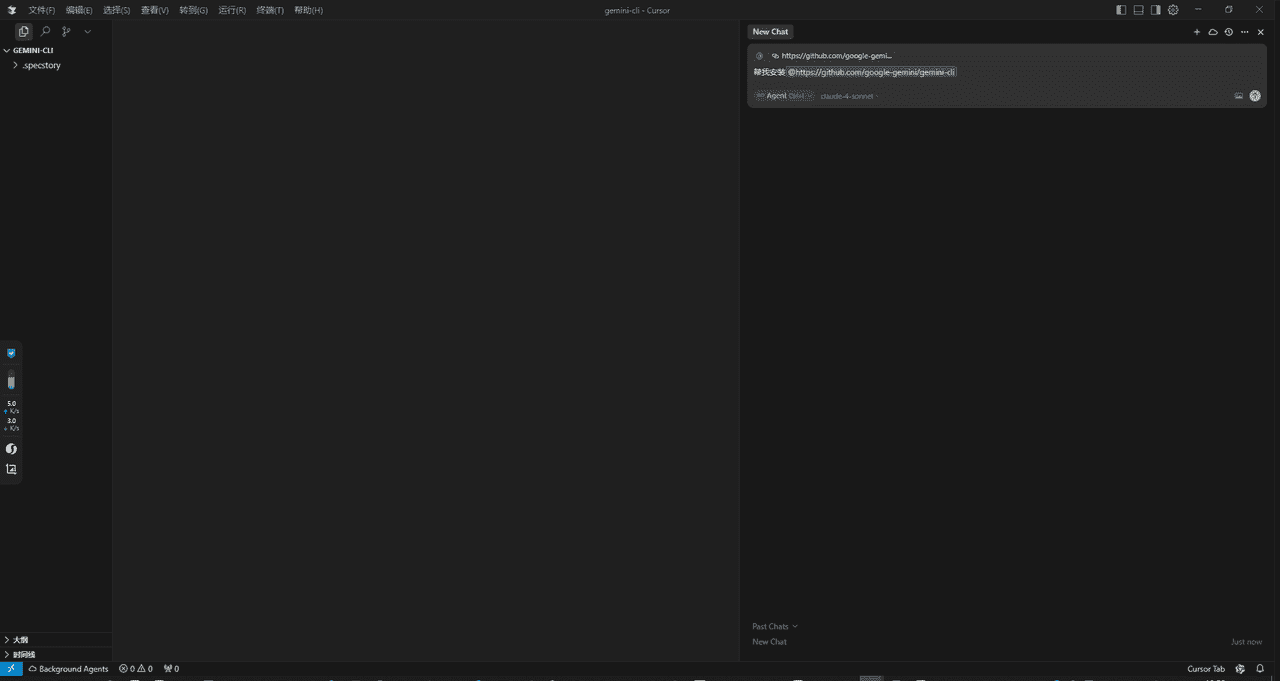 文件(F) 编辑(E) 选择(S) 查看(V) 转到(G) 运行(R) 终端(T) 帮助(H)
gemini-cli - Cursor
GEMINI-CLI
.specstory
5.0
K/s
3.0
K/s
大纲
时间线
New Chat
https://github.com/google-gemi...
帮我安装 @https://github.com/google-gemini/gemini-cli
Agent claude-4-sonnet
Past Chats
New Chat Just now
Background Agents 0 0 0
Cursor Tab